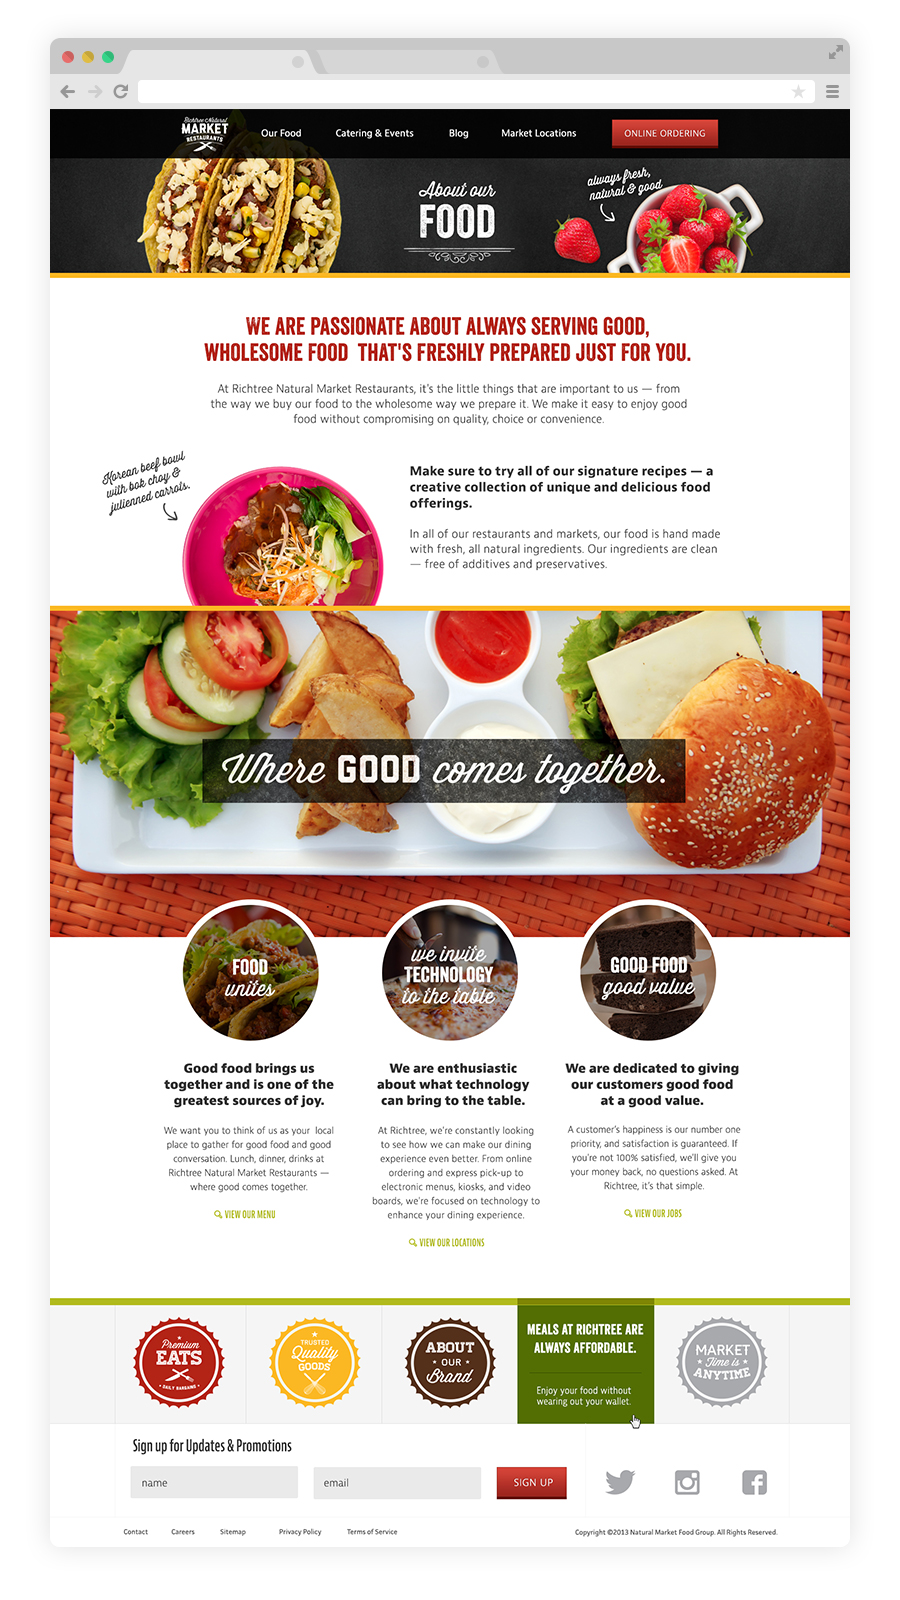 Richtree Natural
MARKET
RESTAURANTS
Our Food
Catering & Events
Blog
Market Locations
ONLINE ORDERING
About our
FOOD
always fresh,
natural & good
WE ARE PASSIONATE ABOUT ALWAYS SERVING GOOD,
WHOLESOME FOOD THAT'S FRESHLY PREPARED JUST FOR YOU.
At Richtree Natural Market Restaurants, it's the little things that are important to us — from
the way we buy our food to the wholesome way we prepare it. We make it easy to enjoy good
food without compromising on quality, choice or convenience.
Korean beef bowl
with bok choy &
julienned carrots.
Make sure to try all of our signature recipes — a
creative collection of unique and delicious food
offerings.
In all of our restaurants and markets, our food is hand made
with fresh, all natural ingredients. Our ingredients are clean
— free of additives and preservatives.
Where GOOD comes together.
FOOD
unites
we invite
TECHNOLOGY
to the table
GOOD FOOD
good value
Good food brings us
together and is one of the
greatest sources of joy.
We want you to think of us as your local
place to gather for good food and good
conversation. Lunch, dinner, drinks at
Richtree Natural Market Restaurants —
where good comes together.
VIEW OUR MENU
We are enthusiastic
about what technology
can bring to the table.
At Richtree, we're constantly looking
to see how we can make our dining
experience even better. From online
ordering and express pick-up to
electronic menus, kiosks, and video
boards, we're focused on technology to
enhance your dining experience.
VIEW OUR LOCATIONS
We are dedicated to giving
our customers good food
at a good value.
A customer's happiness is our number one
priority, and satisfaction is guaranteed. If
you're not 100% satisfied, we'll give you
your money back, no questions asked. At
Richtree, it's that simple.
VIEW OUR JOBS
Premium
EATS
DAILY BARGAINS
TRUSTED
Quality
GOODS
ABOUT
OUR
Brand
MEALS AT RICHTREE ARE
ALWAYS AFFORDABLE.
Enjoy your food without
wearing out your wallet.
MARKET
Time is
ANYTIME
Sign up for Updates & Promotions
name
email
SIGN UP
Contact
Careers
Sitemap
Privacy Policy
Terms of Service
Copyright ©2013 Natural Market Food Group. All Rights Reserved.